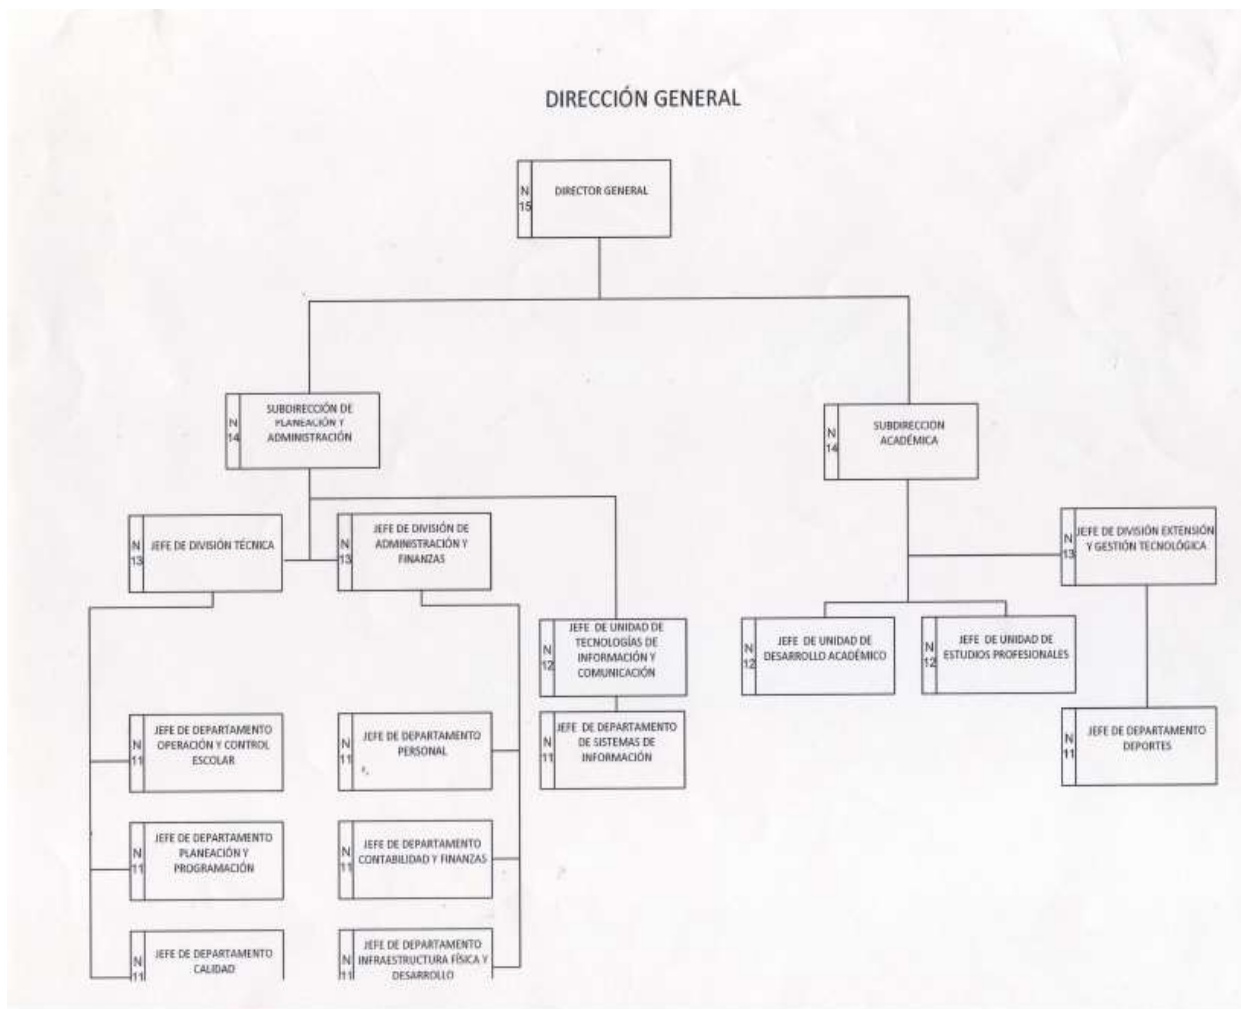 DIRECCIÓN GENERAL
N
15
DIRECTOR GENERAL
N
14
SUBDIRECCIÓN DE
PLANEACIÓN Y
ADMINISTRACIÓN
N
14
SUBDIRECCIÓN
ACADÉMICA
N
13
JEFE DE DIVISIÓN TÉCNICA
N
13
JEFE DE DIVISIÓN DE
ADMINISTRACIÓN Y
FINANZAS
N
13
JEFE DE DIVISIÓN EXTENSIÓN
Y GESTIÓN TECNOLÓGICA
N
12
JEFE DE UNIDAD DE
TECNOLOGÍAS DE
INFORMACIÓN Y
COMUNICACIÓN
N
12
JEFE DE UNIDAD DE
DESARROLLO ACADÉMICO
N
12
JEFE DE UNIDAD DE
ESTUDIOS PROFESIONALES
N
11
JEFE DE DEPARTAMENTO
OPERACIÓN Y CONTROL
ESCOLAR
N
11
JEFE DE DEPARTAMENTO
PERSONAL
N
11
JEFE DE DEPARTAMENTO
DE SISTEMAS DE
INFORMACIÓN
N
11
JEFE DE DEPARTAMENTO
DEPORTES
N
11
JEFE DE DEPARTAMENTO
PLANEACIÓN Y
PROGRAMACIÓN
N
11
JEFE DE DEPARTAMENTO
CONTABILIDAD Y FINANZAS
N
11
JEFE DE DEPARTAMENTO
CALIDAD
N
11
JEFE DE DEPARTAMENTO
INFRAESTRUCTURA FÍSICA Y
DESARROLLO